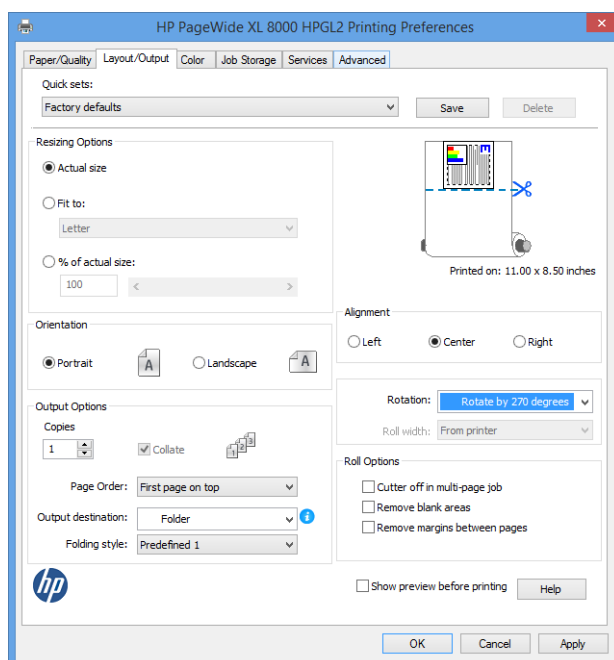 HP PageWide XL 8000 HPGL2 Printing Preferences
Paper/Quality Layout/Output Color Job Storage Services Advanced
Quick sets:
Factory defaults
Save
Delete
Resizing Options
Actual size
Fit to:
Letter
% of actual size:
100
Printed on: 11.00 x 8.50 inches
Orientation
Portrait
A
Landscape
A
Alignment
Left
Center
Right
Rotation: Rotate by 270 degrees
Roll width: From printer
Output Options
Copies
1
Collate
1 2 3
Page Order: First page on top
Output destination: Folder
Folding style: Predefined 1
Roll Options
Cutter off in multi-page job
Remove blank areas
Remove margins between pages
hp
Show preview before printing
Help
OK
Cancel
Apply